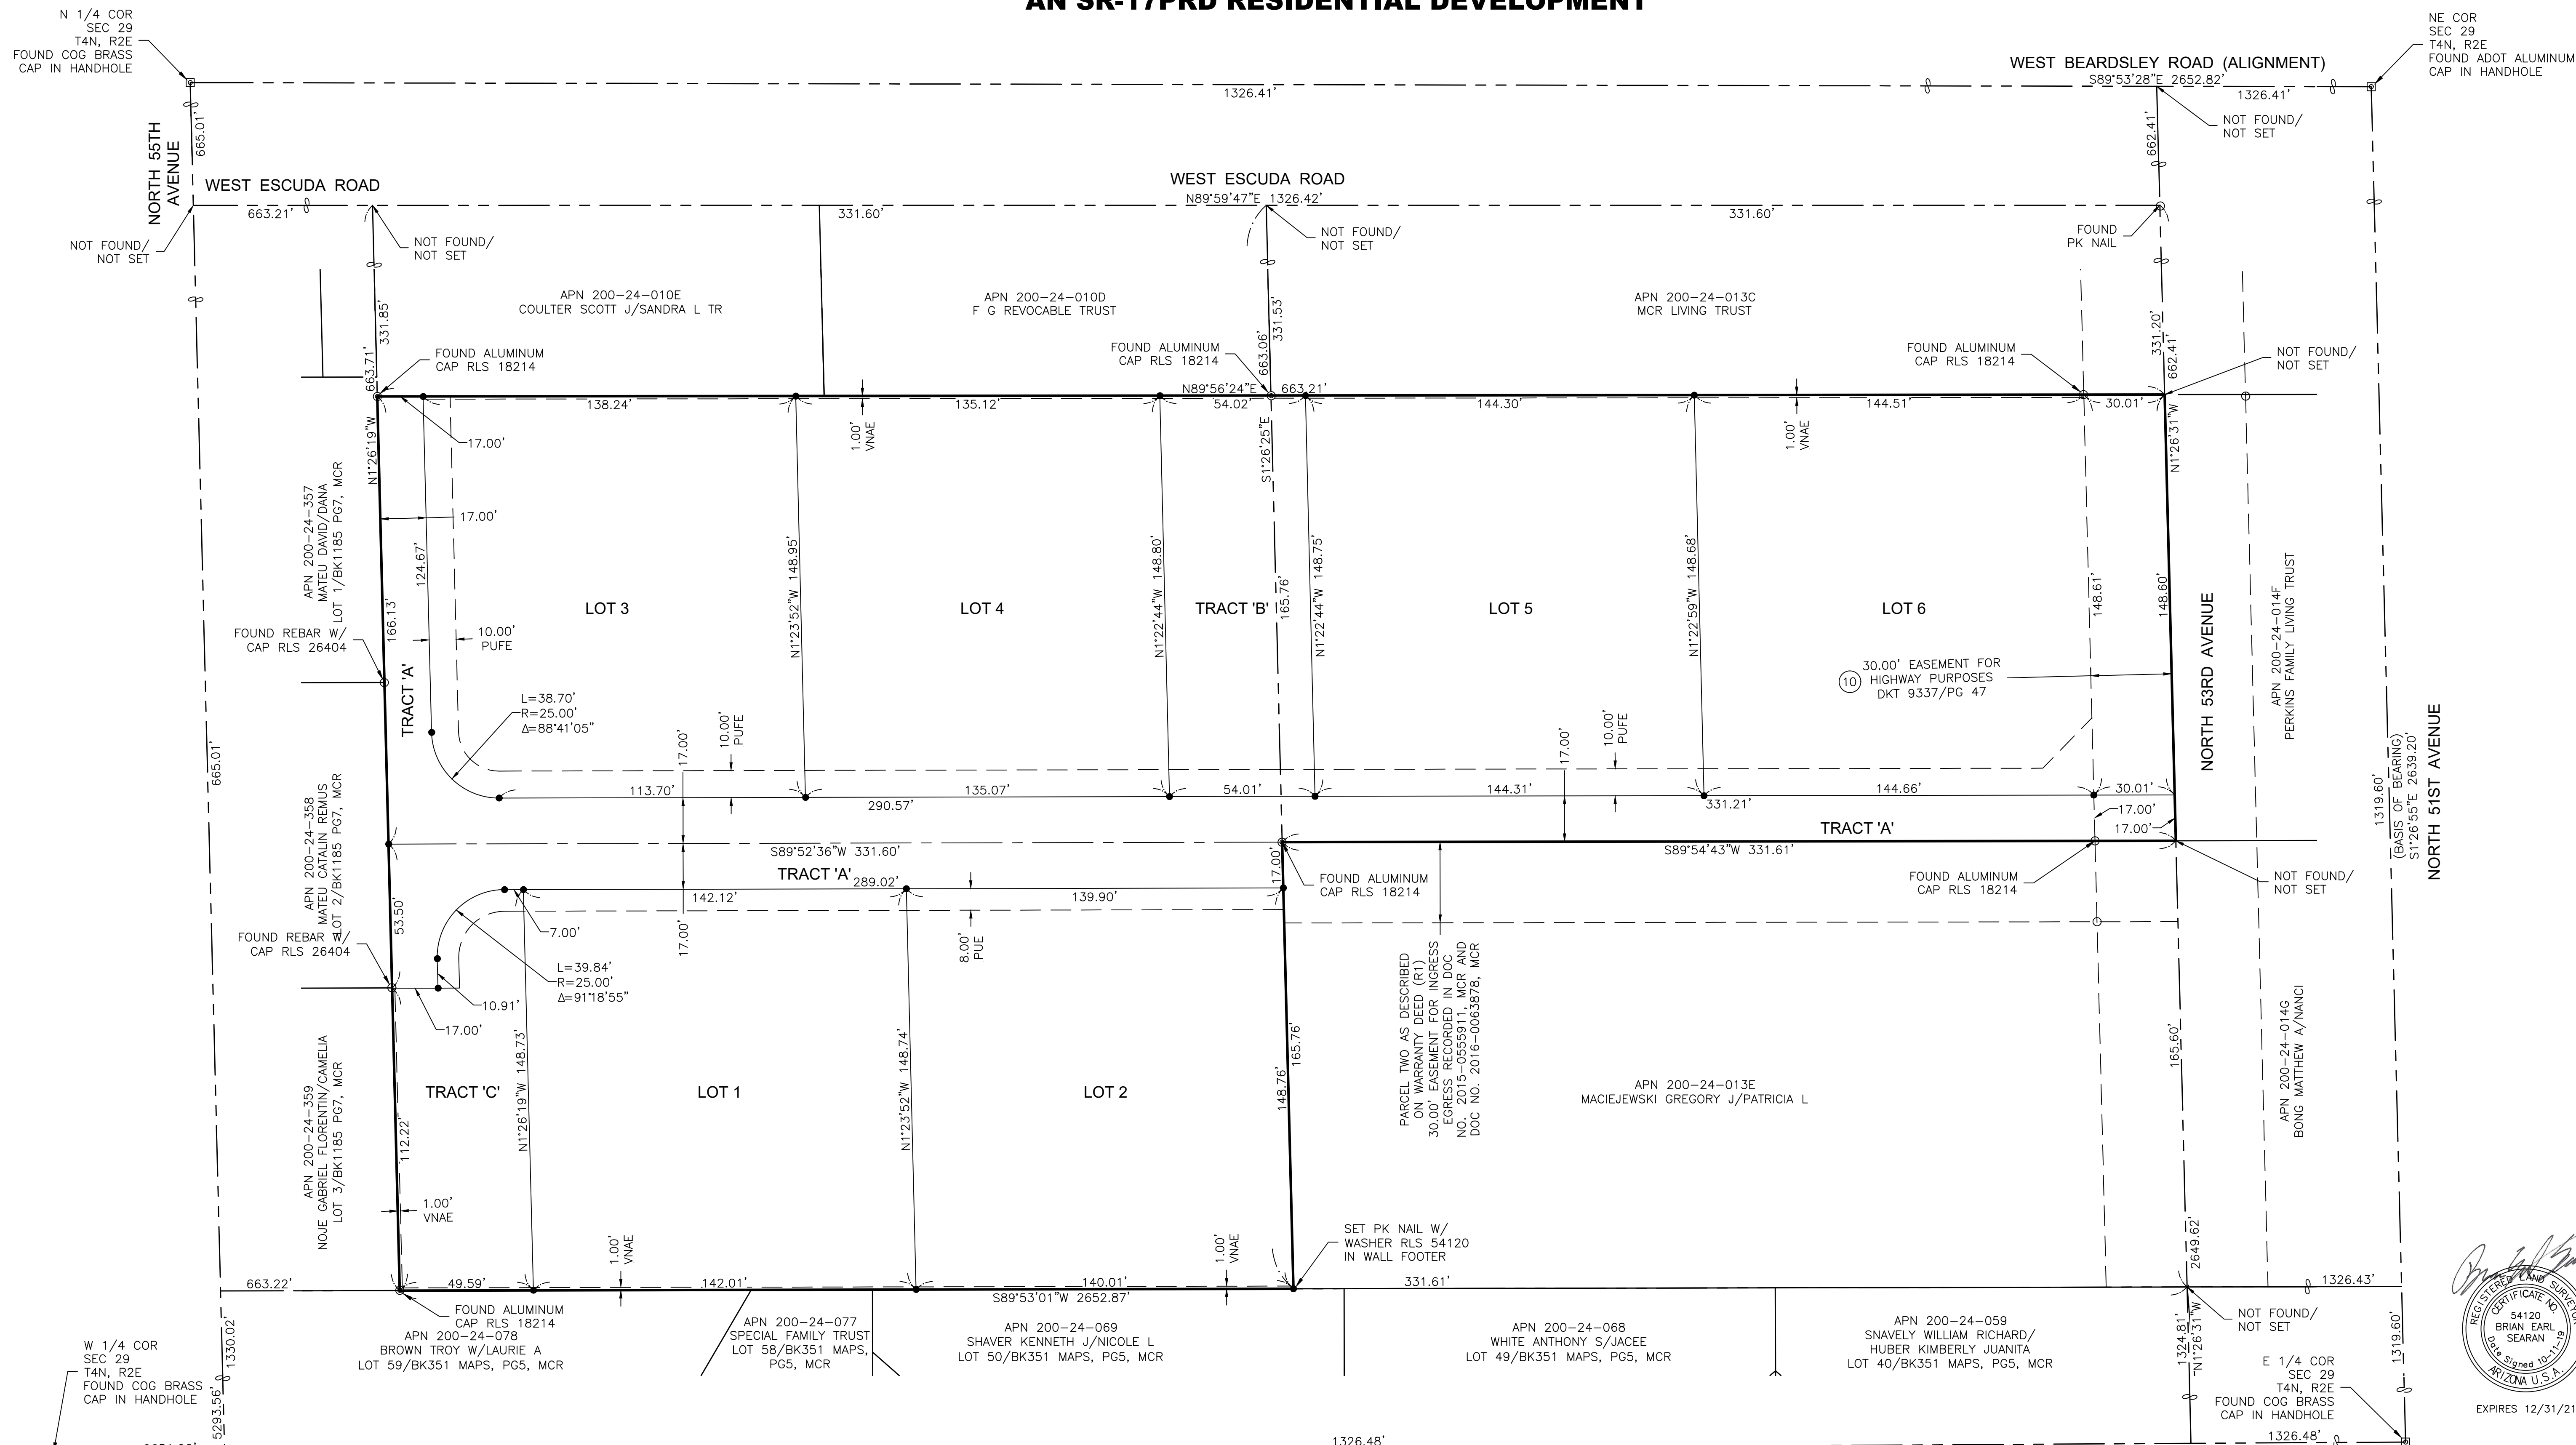 AN SR-17PRD RESIDENTIAL DEVELOPMENT
N 1/4 COR
SEC 29
T4N, R2E
FOUND COG BRASS
CAP IN HANDHOLE
NE COR
SEC 29
T4N, R2E
FOUND ADOT ALUMINUM
CAP IN HANDHOLE
WEST BEARDSLEY ROAD (ALIGNMENT)
S89°53'28"E 2652.82'
1326.41'
1326.41'
NOT FOUND/
NOT SET
665.01'
NORTH 55TH
AVENUE
662.41'
WEST ESCUDA ROAD
WEST ESCUDA ROAD
N89°59'47"E 1326.42'
663.21'
331.60'
331.60'
NOT FOUND/
NOT SET
NOT FOUND/
NOT SET
NOT FOUND/
NOT SET
FOUND
PK NAIL
APN 200-24-010E
COULTER SCOTT J/SANDRA L TR
APN 200-24-010D
F G REVOCABLE TRUST
APN 200-24-013C
MCR LIVING TRUST
331.85'
663.71'
331.53'
663.06'
331.20'
662.41'
FOUND ALUMINUM
CAP RLS 18214
FOUND ALUMINUM
CAP RLS 18214
FOUND ALUMINUM
CAP RLS 18214
NOT FOUND/
NOT SET
N89°56'24"E 663.21'
138.24'
135.12'
54.02'
144.30'
144.51'
30.01'
17.00'
1.00'
VNAE
1.00'
VNAE
N1°26'19"W
S1°26'25"E
N1°26'31"W
APN 200-24-357
MATEU DAVID/DANA
LOT 1/BK1185 PG7, MCR
17.00'
124.67'
166.13'
N1°23'52"W 148.95'
N1°22'44"W 148.80'
165.76'
N1°22'44"W 148.75'
N1°22'59"W 148.68'
148.61'
148.60'
LOT 3
LOT 4
TRACT 'B'
LOT 5
LOT 6
10.00'
PUFE
FOUND REBAR W/
CAP RLS 26404
TRACT 'A'
L=38.70'
R=25.00'
Δ=88°41'05"
10
30.00' EASEMENT FOR
HIGHWAY PURPOSES
DKT 9337/PG 47
NORTH 53RD AVENUE
APN 200-24-014F
PERKINS FAMILY LIVING TRUST
1319.60'
(BASIS OF BEARING)
S1°26'55"E 2639.20'
NORTH 51ST AVENUE
665.01'
17.00'
10.00'
PUFE
17.00'
10.00'
PUFE
113.70'
290.57'
135.07'
54.01'
144.31'
331.21'
144.66'
30.01'
17.00'
17.00'
TRACT 'A'
APN 200-24-358
MATEU CATALIN REMUS
LOT 2/BK1185 PG7, MCR
S89°52'36"W 331.60'
S89°54'43"W 331.61'
TRACT 'A'
289.02'
142.12'
139.90'
17.00'
FOUND ALUMINUM
CAP RLS 18214
FOUND ALUMINUM
CAP RLS 18214
NOT FOUND/
NOT SET
53.50'
FOUND REBAR W/
CAP RLS 26404
7.00'
17.00'
8.00'
PUE
L=39.84'
R=25.00'
Δ=91°18'55"
10.91'
17.00'
PARCEL TWO AS DESCRIBED
ON WARRANTY DEED (R1)
30.00' EASEMENT FOR INGRESS
EGRESS RECORDED IN DOC
NO. 2015-0555911, MCR AND
DOC NO. 2016-0063878, MCR
APN 200-24-359
NOJE GABRIEL FLORENTIN/CAMELIA
LOT 3/BK1185 PG7, MCR
112.22'
N1°26'19"W 148.73'
N1°23'52"W 148.74'
148.76'
165.76'
165.60'
TRACT 'C'
LOT 1
LOT 2
APN 200-24-013E
MACIEJEWSKI GREGORY J/PATRICIA L
APN 200-24-014G
BONG MATTHEW A/NANCI
1.00'
VNAE
1.00'
VNAE
1.00'
VNAE
SET PK NAIL W/
WASHER RLS 54120
IN WALL FOOTER
663.22'
49.59'
142.01'
140.01'
331.61'
2649.62'
1326.43'
S89°53'01"W 2652.87'
FOUND ALUMINUM
CAP RLS 18214
APN 200-24-078
BROWN TROY W/LAURIE A
LOT 59/BK351 MAPS, PG5, MCR
APN 200-24-077
SPECIAL FAMILY TRUST
LOT 58/BK351 MAPS,
PG5, MCR
APN 200-24-069
SHAVER KENNETH J/NICOLE L
LOT 50/BK351 MAPS, PG5, MCR
APN 200-24-068
WHITE ANTHONY S/JACEE
LOT 49/BK351 MAPS, PG5, MCR
APN 200-24-059
SNAVELY WILLIAM RICHARD/
HUBER KIMBERLY JUANITA
LOT 40/BK351 MAPS, PG5, MCR
NOT FOUND/
NOT SET
1324.81'
N1°26'31"W
1319.60'
W 1/4 COR
SEC 29
T4N, R2E
FOUND COG BRASS
CAP IN HANDHOLE
1330.02'
5293.56'
E 1/4 COR
SEC 29
T4N, R2E
FOUND COG BRASS
CAP IN HANDHOLE
1326.48'
1326.48'
REGISTERED LAND SURVEYOR
CERTIFICATE NO.
54120
BRIAN EARL
SEARAN
Date Signed 10-11-19
ARIZONA U.S.A.
EXPIRES 12/31/21